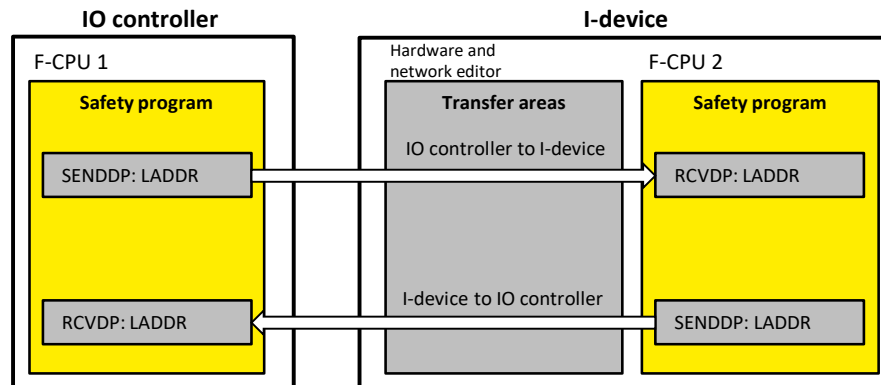 IO controller
I-device
F-CPU 1
Hardware and
network editor
F-CPU 2
Safety program
Transfer areas
Safety program
IO controller to I-device
SENDDP: LADDR
RCVDP: LADDR
I-device to IO controller
RCVDP: LADDR
SENDDP: LADDR